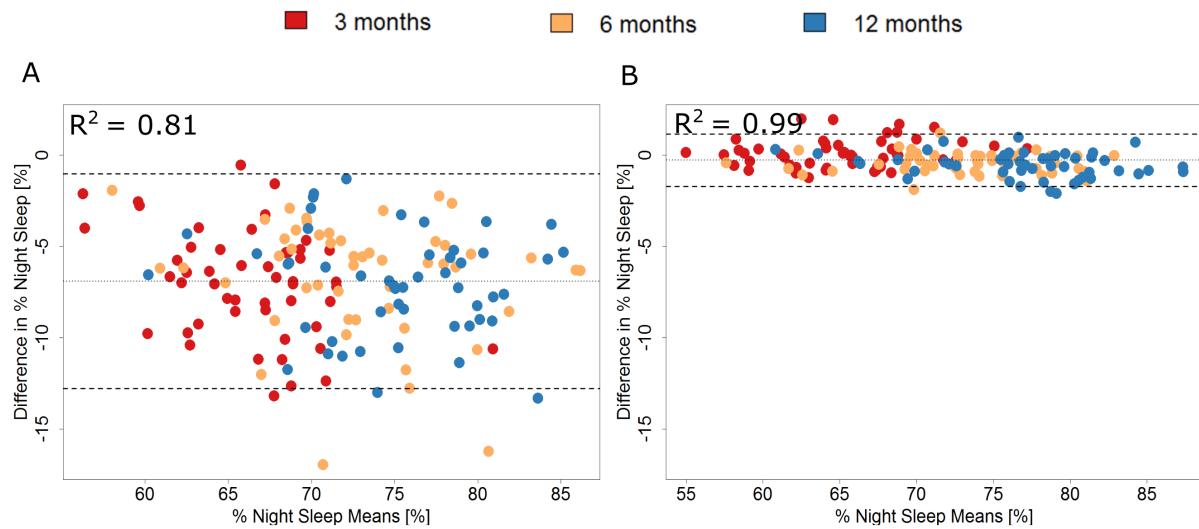 3 months 6 months 12 months
A
B
R² = 0.81
R² = 0.99
Difference in % Night Sleep [%]
0
-5
-10
-15
60 65 70 75 80 85
% Night Sleep Means [%]
Difference in % Night Sleep [%]
0
-5
-10
-15
55 60 65 70 75 80 85
% Night Sleep Means [%]